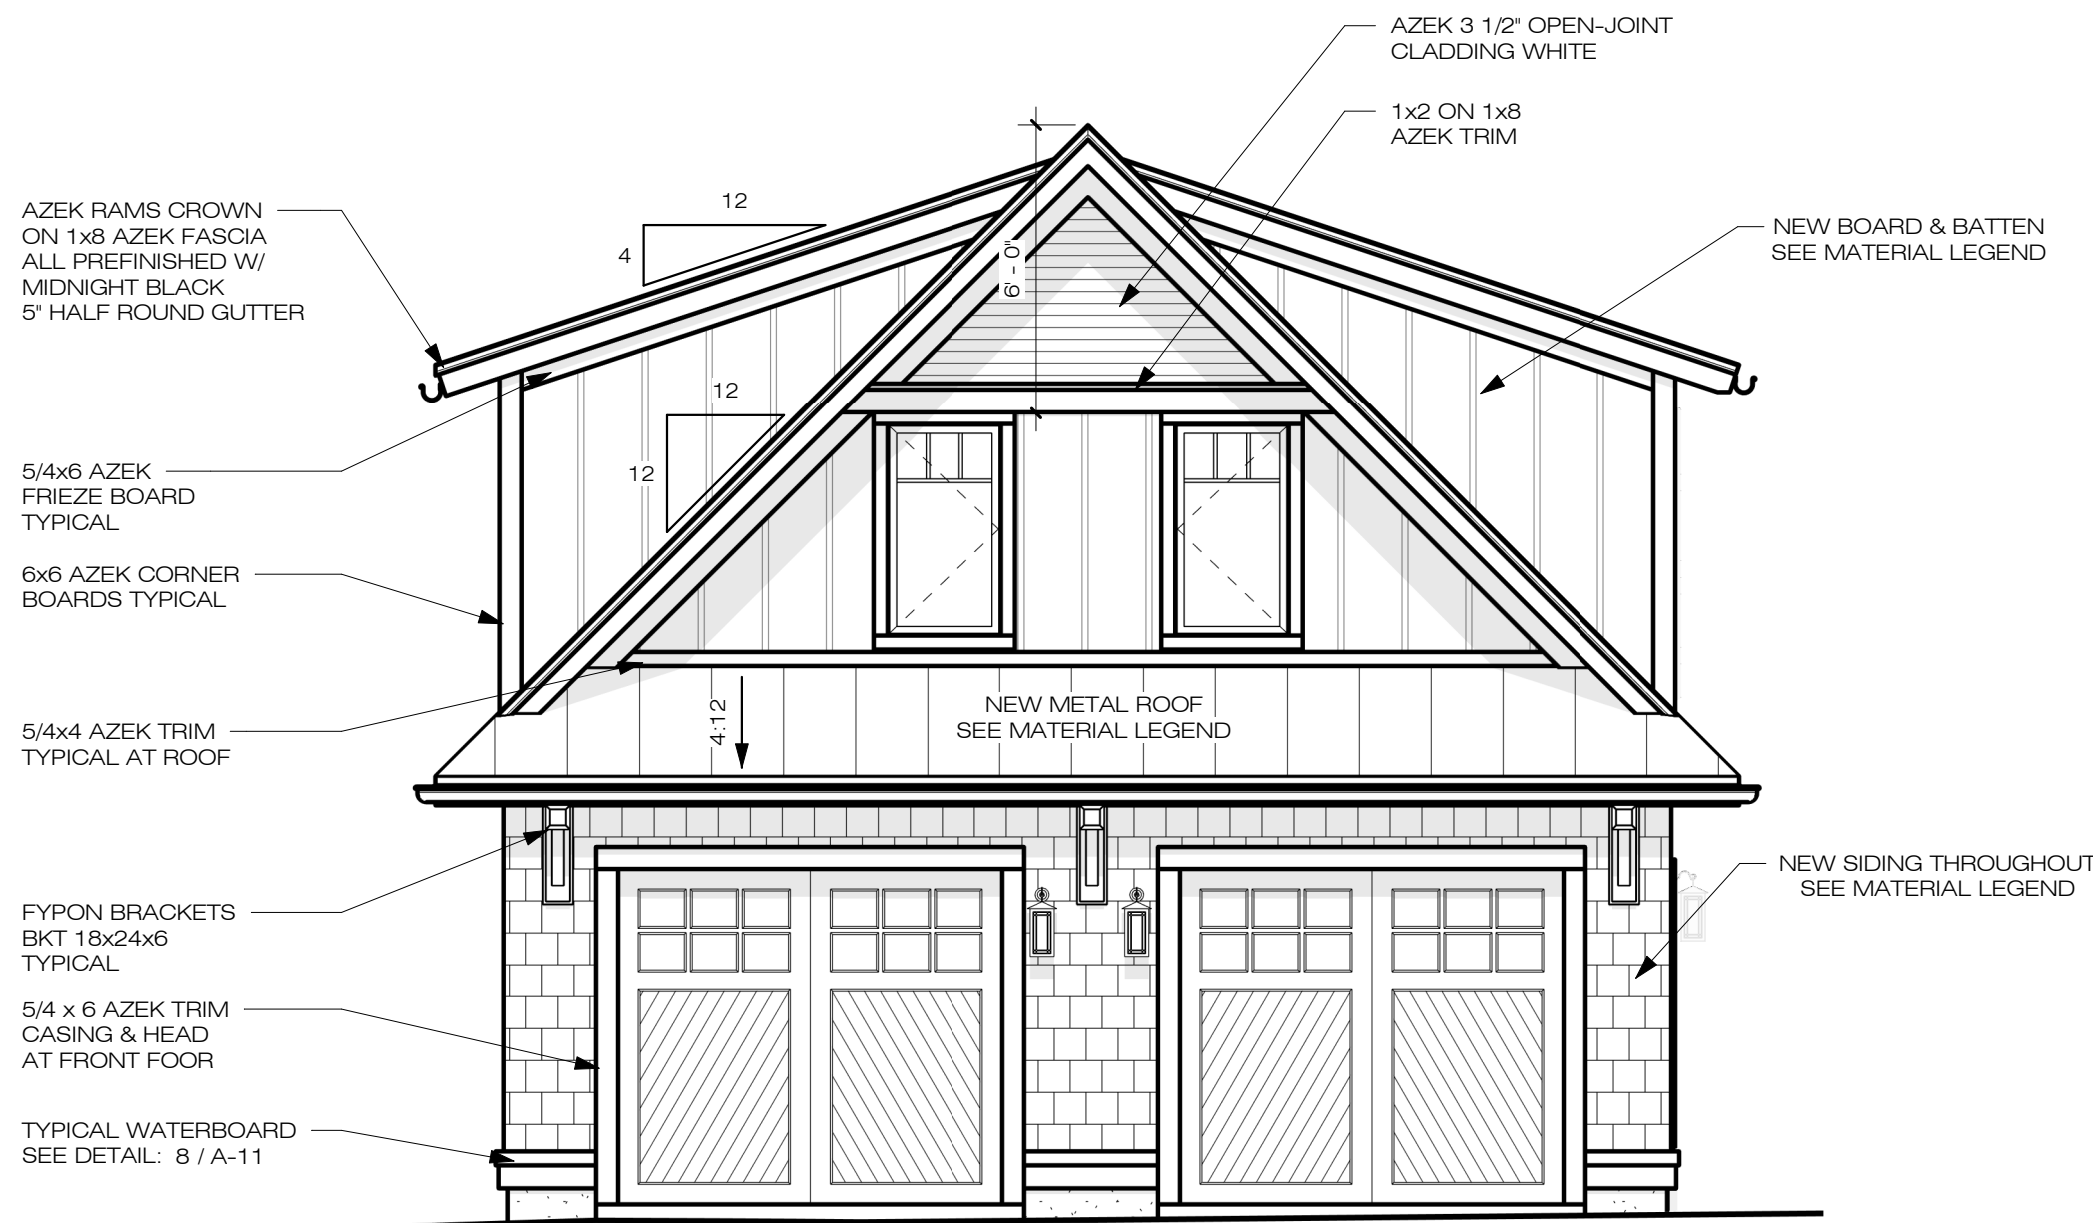 AZEK 3 1/2" OPEN-JOINT
CLADDING WHITE
1x2 ON 1x8
AZEK TRIM
AZEK RAMS CROWN
ON 1x8 AZEK FASCIA
ALL PREFINISHED W/
MIDNIGHT BLACK
5" HALF ROUND GUTTER
12
4
6' - 0"
NEW BOARD & BATTEN
SEE MATERIAL LEGEND
12
12
5/4x6 AZEK
FRIEZE BOARD
TYPICAL
6x6 AZEK CORNER
BOARDS TYPICAL
5/4x4 AZEK TRIM
TYPICAL AT ROOF
4:12
NEW METAL ROOF
SEE MATERIAL LEGEND
NEW SIDING THROUGHOUT
SEE MATERIAL LEGEND
FYPON BRACKETS
BKT 18x24x6
TYPICAL
5/4 x 6 AZEK TRIM
CASING & HEAD
AT FRONT FOOR
TYPICAL WATERBOARD
SEE DETAIL: 8 / A-11